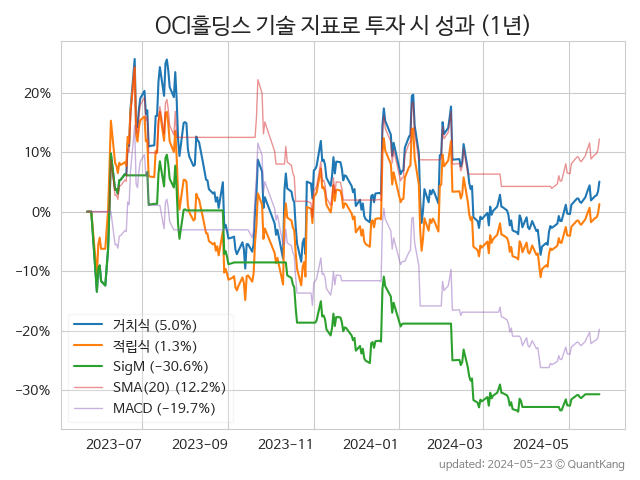 OCI홀딩스 기술 지표로 투자 시 성과 (1년)
20%
10%
0%
−10%
−20%
−30%
거치식 (5.0%)
적립식 (1.3%)
SigM (−30.6%)
SMA(20) (12.2%)
MACD (−19.7%)
2023-07 2023-09 2023-11 2024-01 2024-03 2024-05
updated: 2024-05-23 © QuantKang